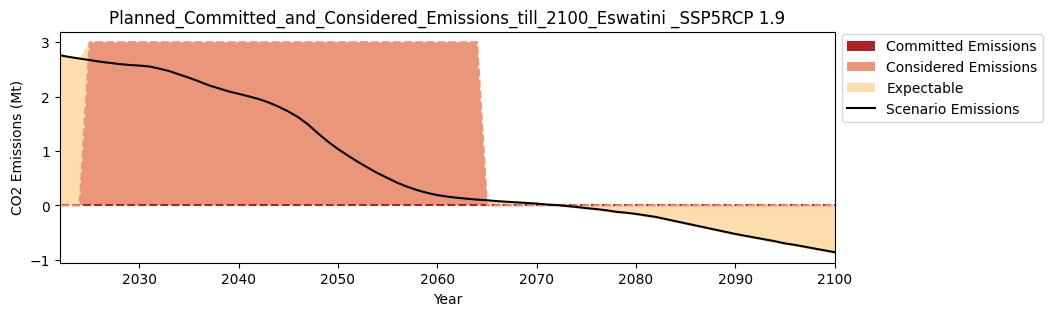 Planned_Committed_and_Considered_Emissions_till_2100_Eswatini _SSP5RCP 1.9
CO2 Emissions (Mt)
3
2
1
0
−1
2030
2040
2050
2060
2070
2080
2090
2100
Year
Committed Emissions
Considered Emissions
Expectable
Scenario Emissions